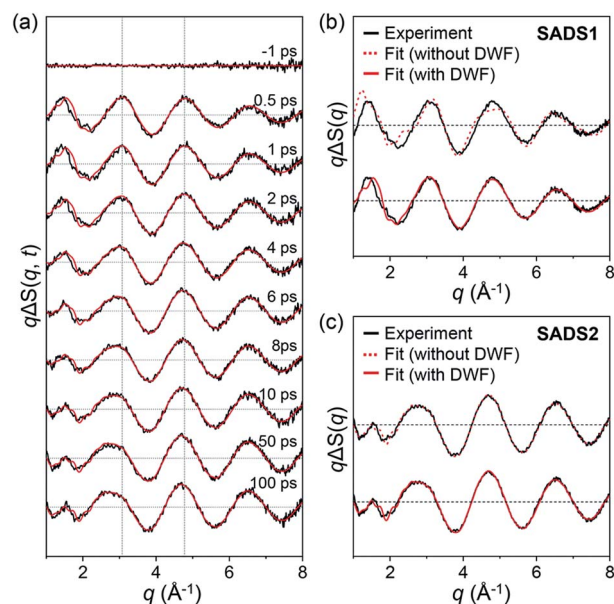 (a)
-1 ps
0.5 ps
1 ps
2 ps
4 ps
6 ps
8ps
10 ps
50 ps
100 ps
qΔS(q, t)
2 4 6 8
q (Å⁻¹)
(b)
Experiment SADS1
Fit (without DWF)
Fit (with DWF)
qΔS(q)
2 4 6 8
q (Å⁻¹)
(c)
Experiment SADS2
Fit (without DWF)
Fit (with DWF)
qΔS(q)
2 4 6 8
q (Å⁻¹)